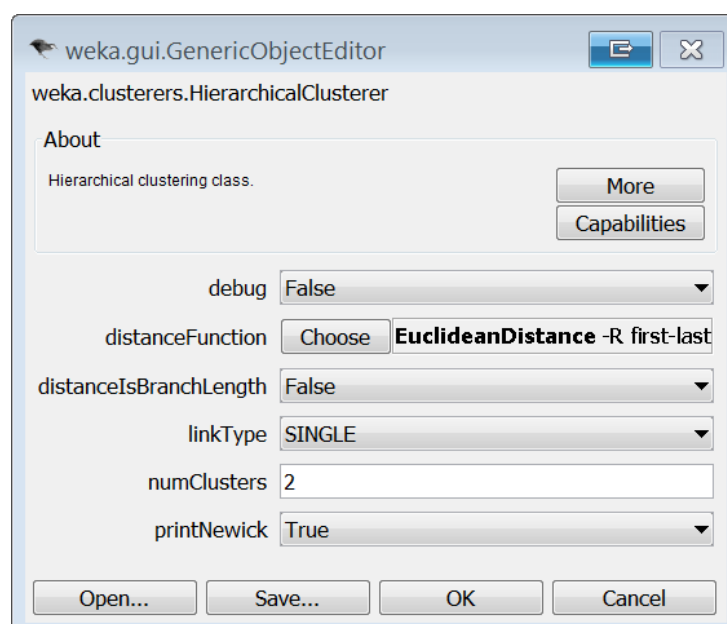 weka.gui.GenericObjectEditor
weka.clusterers.HierarchicalClusterer
About
Hierarchical clustering class.
More
Capabilities
debug False
distanceFunction Choose EuclideanDistance -R first-last
distanceIsBranchLength False
linkType SINGLE
numClusters 2
printNewick True
Open... Save... OK Cancel